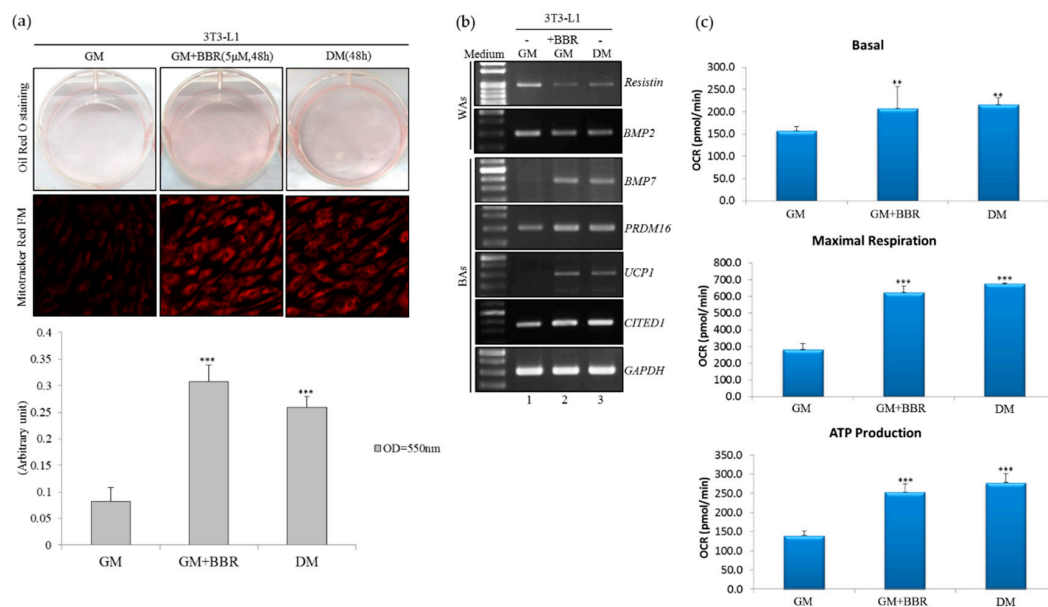 (a)
3T3-L1
GM GM+BBR(5μM,48h) DM(48h)
Oil Red O staining
Mitotracker Red FM
0.4
0.35
0.3
0.25
0.2
0.15
0.1
0.05
0
(Arbitrary unit)
***
***
GM GM+BBR DM
OD=550nm
(b)
3T3-L1
- +BBR -
Medium GM GM DM
WAs
Resistin
BMP2
BAs
BMP7
PRDM16
UCP1
CITED1
GAPDH
1 2 3
(c)
Basal
OCR (pmol/min)
300.0
250.0
200.0
150.0
100.0
50.0
0.0
**
**
GM GM+BBR DM
Maximal Respiration
OCR (pmol/min)
800.0
700.0
600.0
500.0
400.0
300.0
200.0
100.0
0.0
***
***
GM GM+BBR DM
ATP Production
OCR (pmol/min)
350.0
300.0
250.0
200.0
150.0
100.0
50.0
0.0
***
***
GM GM+BBR DM